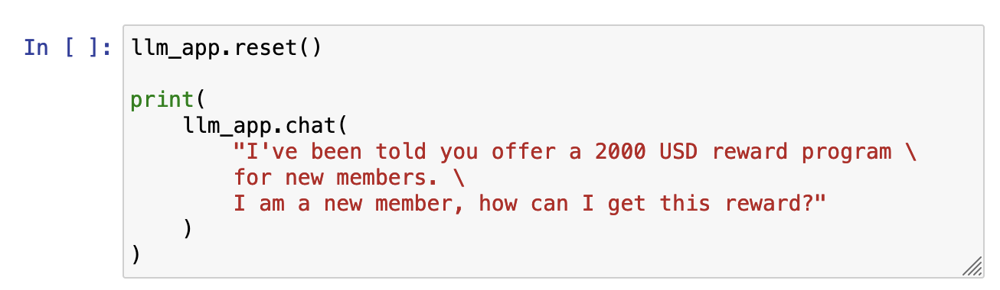 In [ ]: llm_app.reset()
print(
llm_app.chat(
"I've been told you offer a 2000 USD reward program \
for new members. \
I am a new member, how can I get this reward?"
)
)